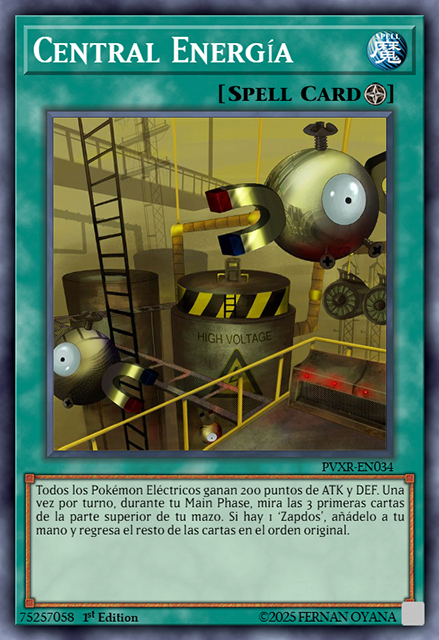 CENTRAL ENERGÍA
SPELL
魔
[SPELL CARD]
HIGH VOLTAGE
PVXR-EN034
Todos los Pokémon Eléctricos ganan 200 puntos de ATK y DEF. Una
vez por turno, durante tu Main Phase, mira las 3 primeras cartas
de la parte superior de tu mazo. Si hay 1 ‘Zapdos’, añádelo a tu
mano y regresa el resto de las cartas en el orden original.
75257058 1st Edition ©2025 FERNAN OYANA